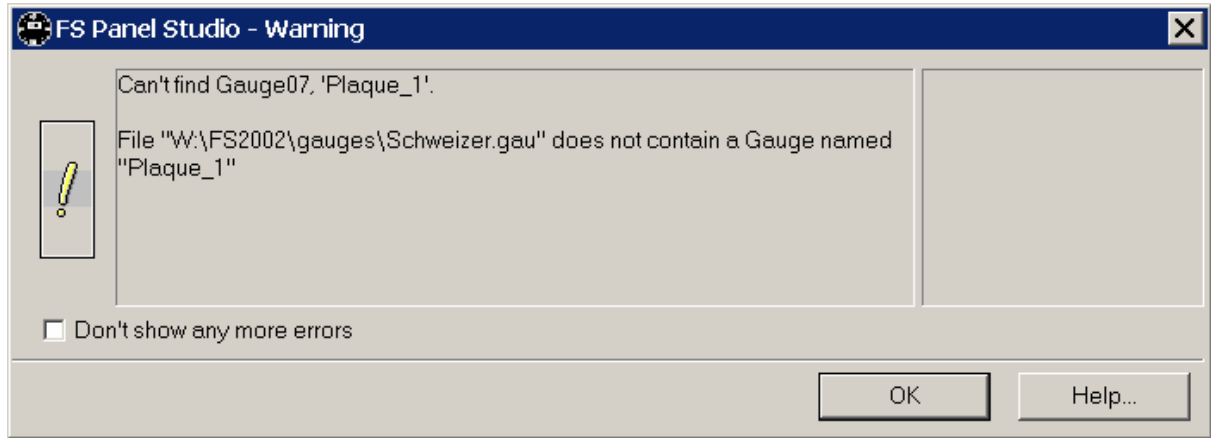 FS Panel Studio - Warning
Can't find Gauge07, 'Plaque_1'.
File "W:\FS2002\gauges\Schweizer.gau" does not contain a Gauge named
"Plaque_1"
Don't show any more errors
OK
Help...